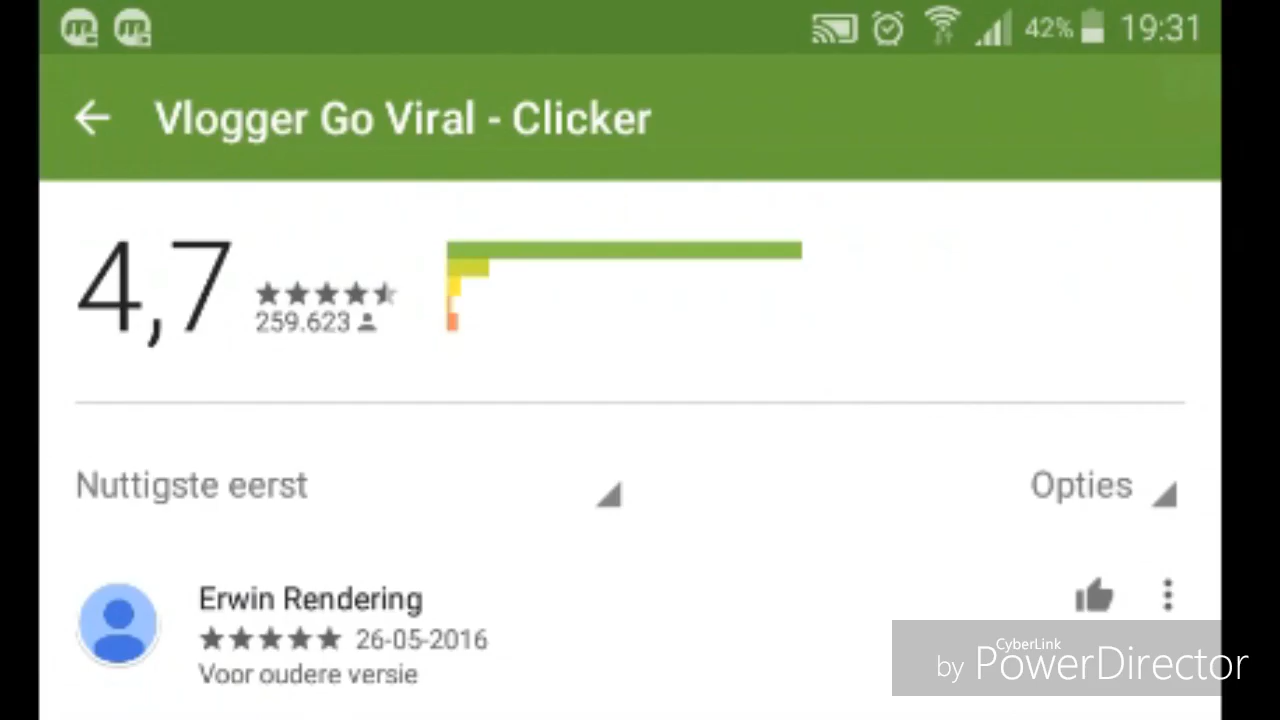 42% 19:31
Vlogger Go Viral - Clicker
4,7
259.623
Nuttigste eerst
Opties
Erwin Rendering
26-05-2016
Voor oudere versie
CyberLink
by PowerDirector